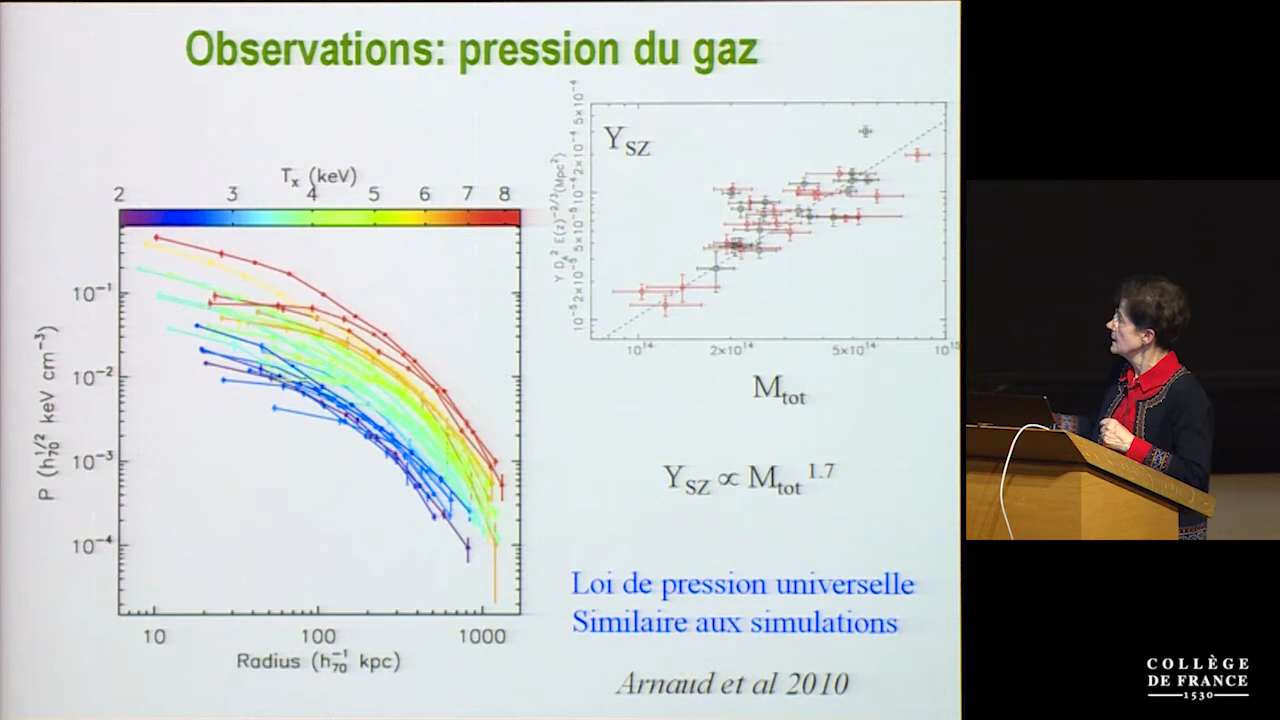 Observations: pression du gaz
Tx (keV)
2 3 4 5 6 7 8
10⁻¹
10⁻²
10⁻³
10⁻⁴
P (h₇₀^1/2 keV cm⁻³)
10 100 1000
Radius (h₇₀⁻¹ kpc)
Y_SZ
Y D_A² E(z)^−2/3 (Mpc²)
10⁻⁵ 2×10⁻⁵ 5×10⁻⁵ 10⁻⁴ 2×10⁻⁴ 5×10⁻⁴
10¹⁴ 2×10¹⁴ 5×10¹⁴ 10¹⁵
M_tot
Y_SZ ∝ M_tot^1.7
Loi de pression universelle
Similaire aux simulations
Arnaud et al 2010
COLLÈGE
DE FRANCE
1530